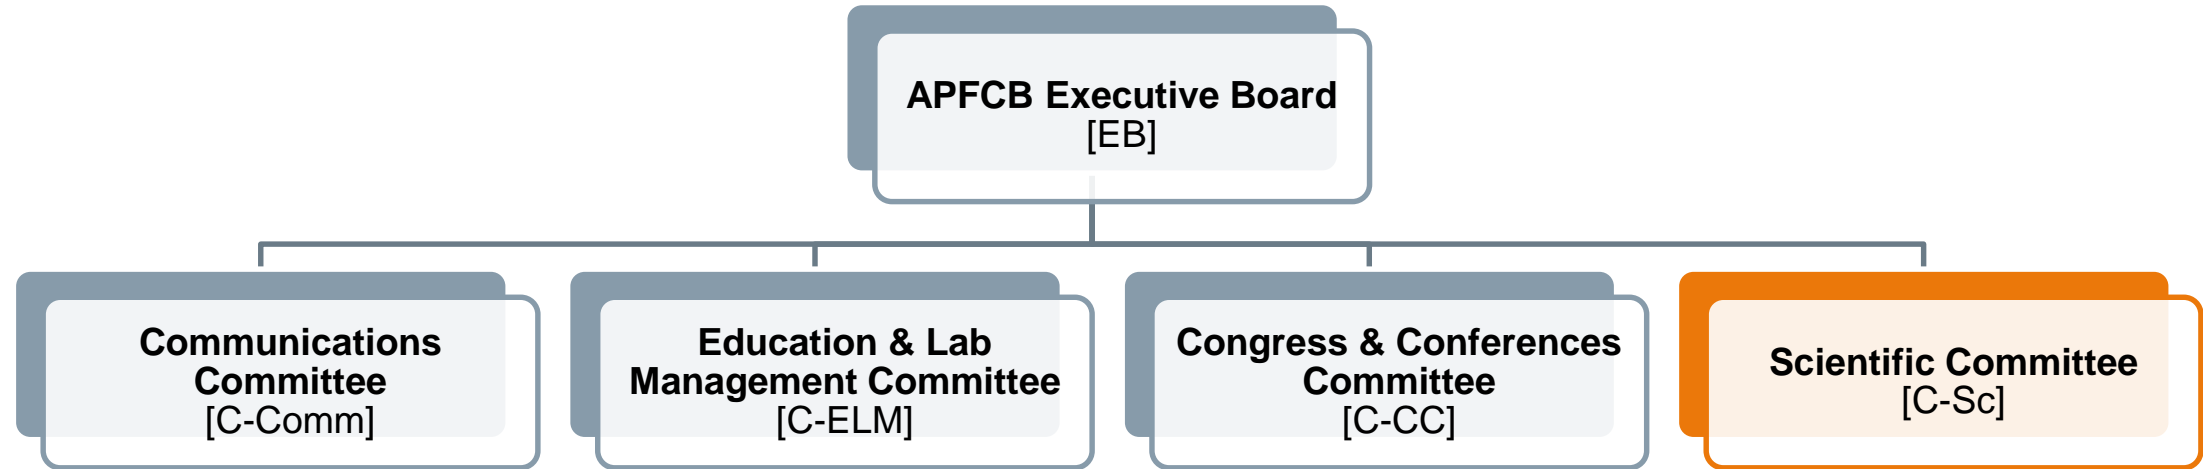 APFCB Executive Board
[EB]
Communications
Committee
[C-Comm]
Education & Lab
Management Committee
[C-ELM]
Congress & Conferences
Committee
[C-CC]
Scientific Committee
[C-Sc]